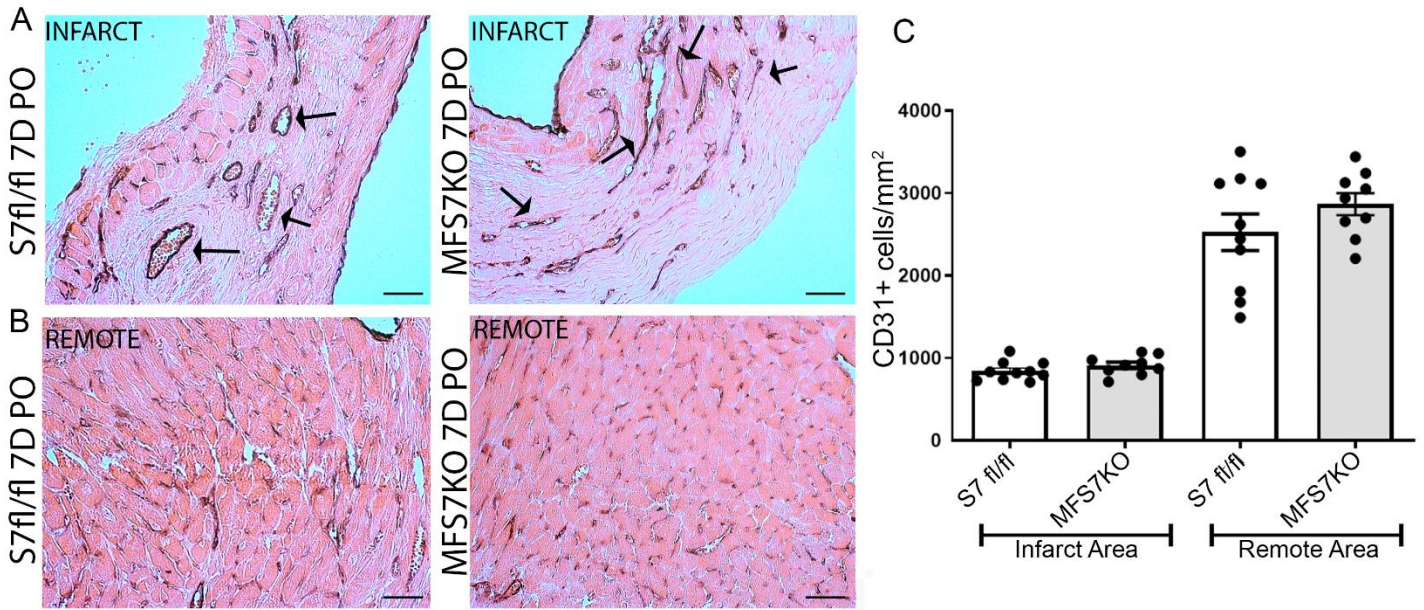 A
INFARCT
S7fl/fl 7D PO
INFARCT
MFS7KO 7D PO
B
REMOTE
S7fl/fl 7D PO
REMOTE
MFS7KO 7D PO
C
CD31+ cells/mm²
4000
3000
2000
1000
0
S7 fl/fl
MFS7KO
S7 fl/fl
MFS7KO
Infarct Area
Remote Area